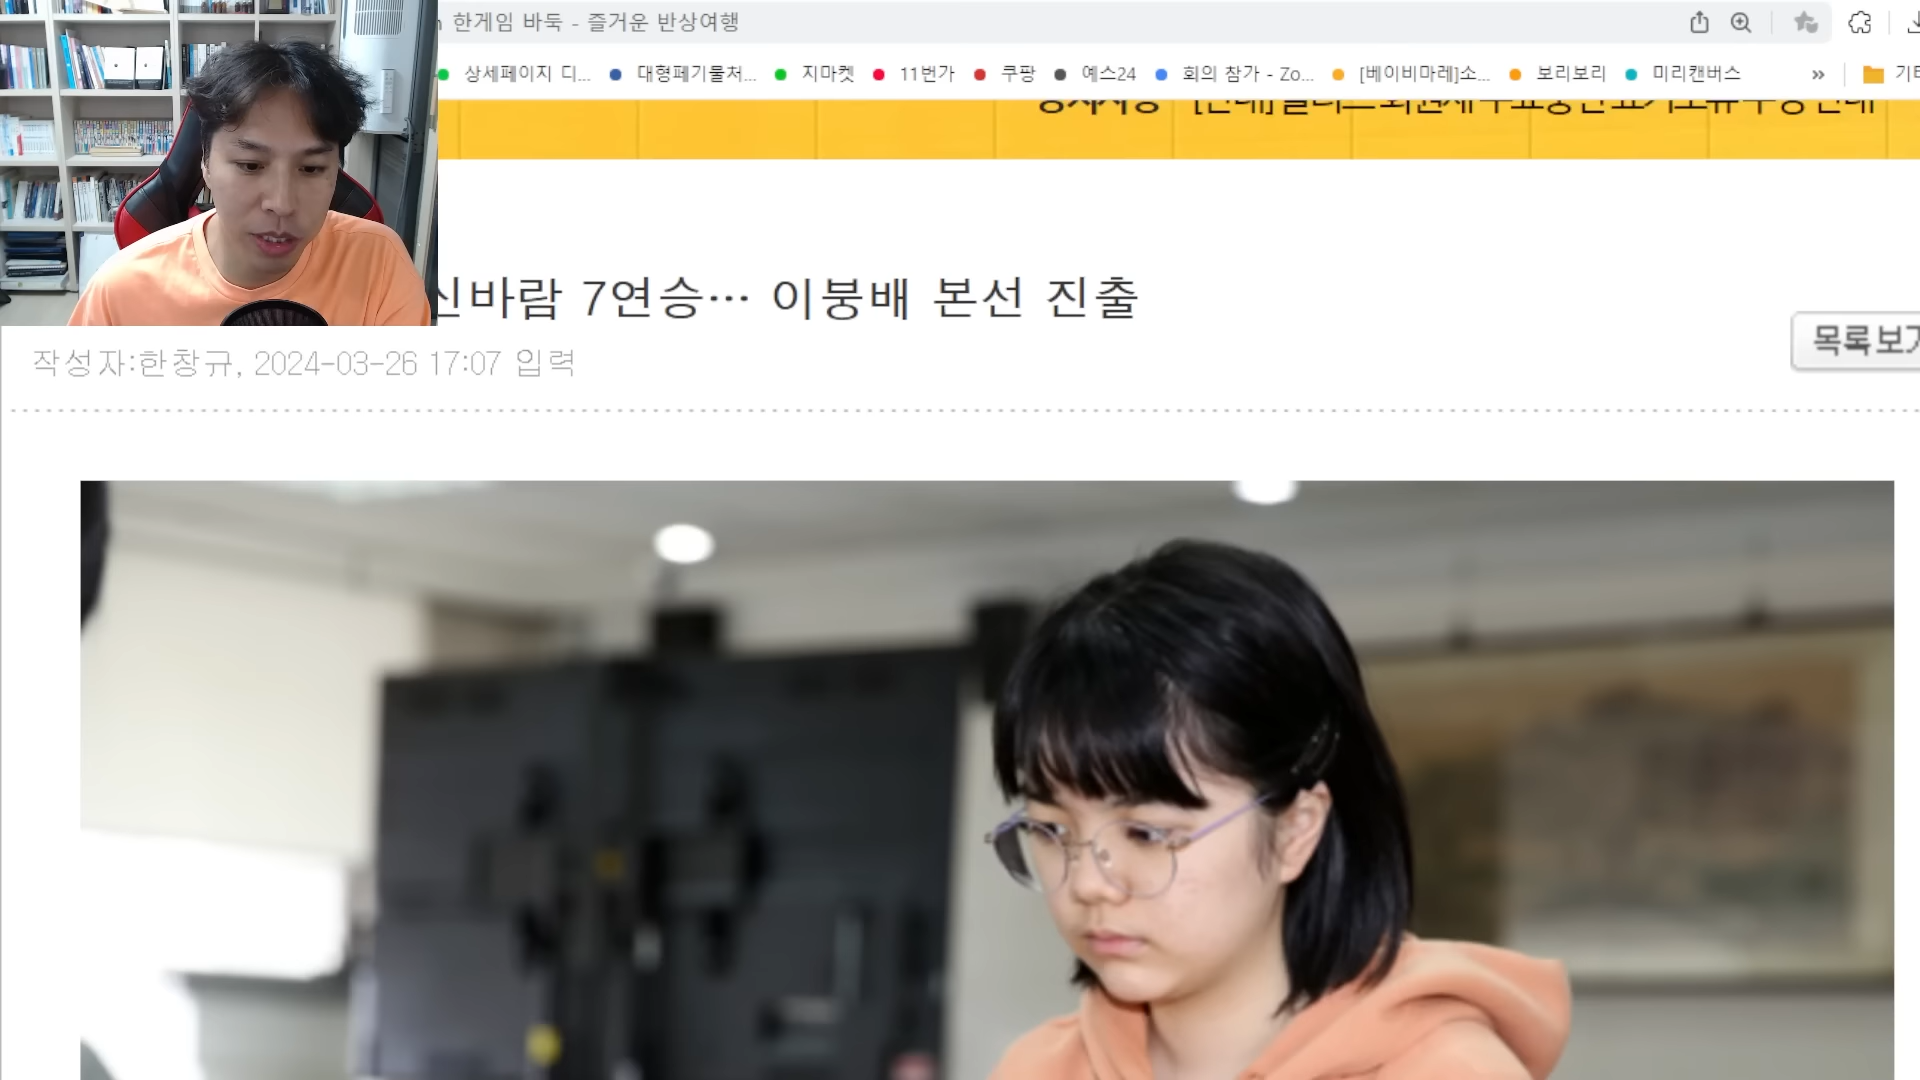 한게임 바둑 - 즐거운 반상여행
상세페이지 디... 대형폐기물처... 지마켓 11번가 쿠팡 예스24 회의 참가 - Zo... [베이비마레]소... 보리보리 미리캔버스 »
신바람 7연승… 이붕배 본선 진출
목록보기
작성자:한창규, 2024-03-26 17:07 입력